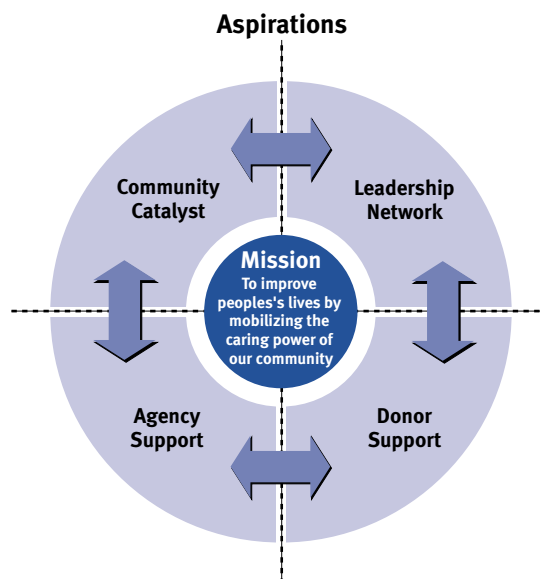 Aspirations
Community
Catalyst
Leadership
Network
Mission
To improve
peoples's lives by
mobilizing the
caring power of
our community
Agency
Support
Donor
Support